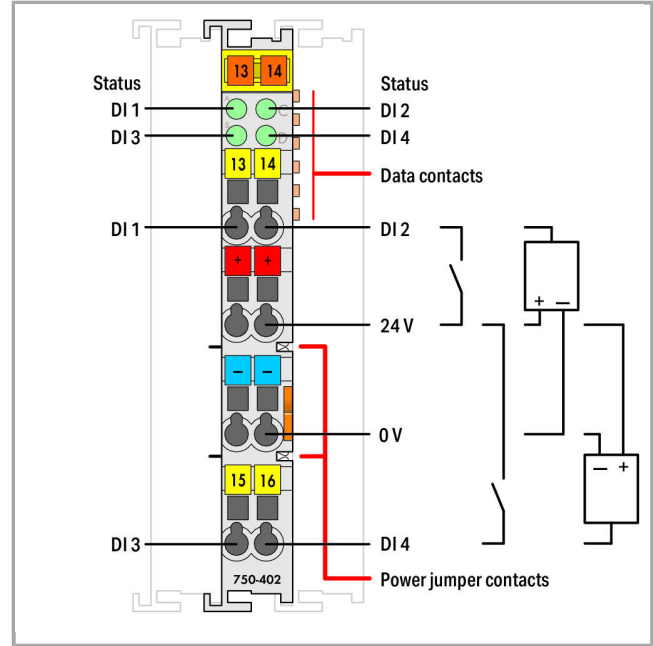 13 14
Status
Status
A C
DI 1
DI 2
B D
DI 3
DI 4
13 14
Data contacts
DI 1
DI 2
+ +
+ –
24 V
– –
0 V
– +
15 16
DI 3
DI 4
750-402
Power jumper contacts